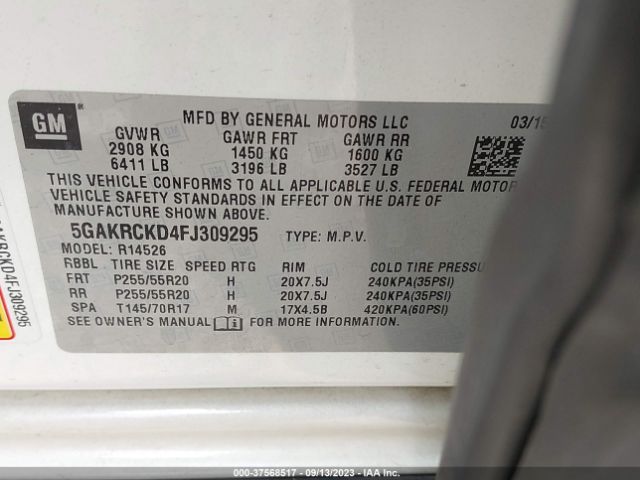 GM
MFD BY GENERAL MOTORS LLC 03/15
GVWR GAWR FRT GAWR RR
2908 KG 1450 KG 1600 KG
6411 LB 3196 LB 3527 LB
THIS VEHICLE CONFORMS TO ALL APPLICABLE U.S. FEDERAL MOTOR
VEHICLE SAFETY STANDARDS IN EFFECT ON THE DATE OF
MANUFACTURE SHOWN ABOVE.
5GAKRCKD4FJ309295 TYPE: M.P.V.
MODEL: R14526
RBBL TIRE SIZE SPEED RTG RIM COLD TIRE PRESSU
FRT P255/55R20 H 20X7.5J 240KPA(35PSI)
RR P255/55R20 H 20X7.5J 240KPA(35PSI)
SPA T145/70R17 M 17X4.5B 420KPA(60PSI)
SEE OWNER'S MANUAL FOR MORE INFORMATION.
AKRCKD4FJ309295
000-37568517 - 09/13/2023 - IAA Inc.